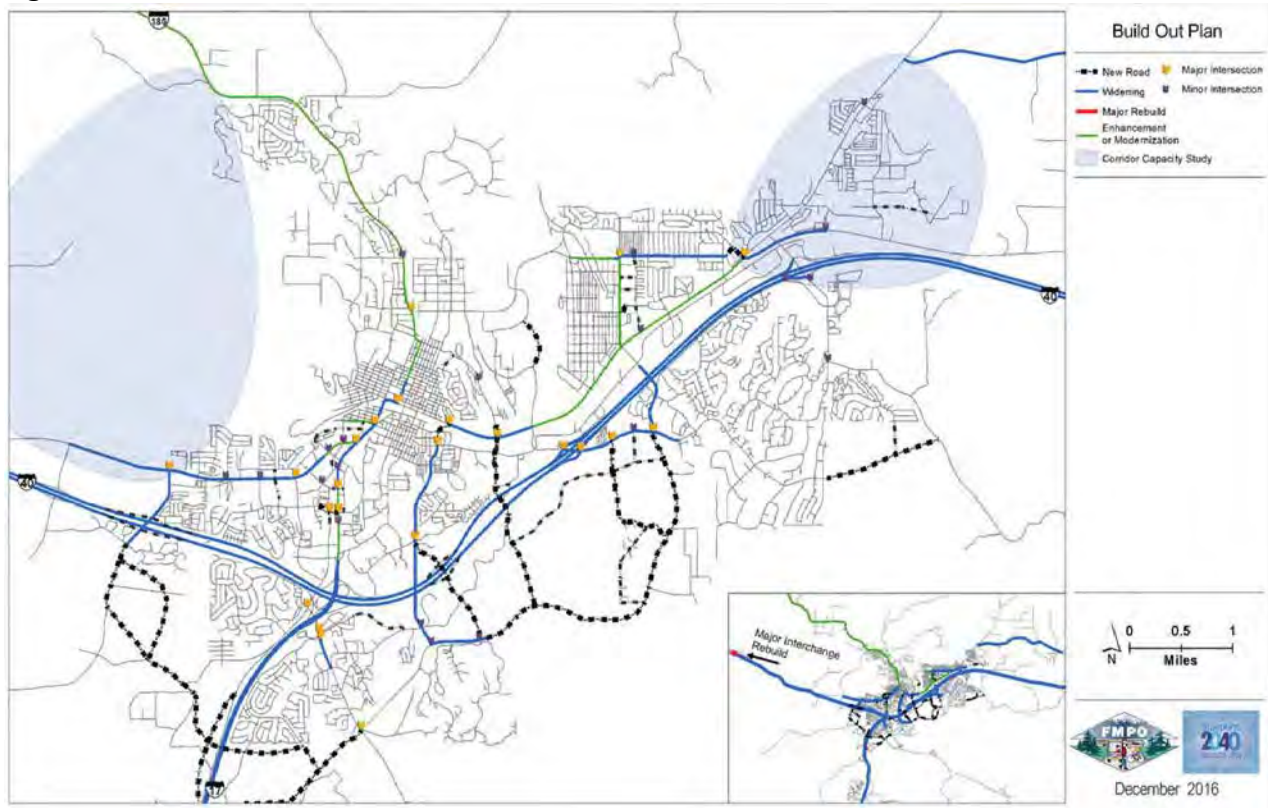 180
Build Out Plan
New Road
Major Intersection
Widening
Minor Intersection
Major Rebuild
Enhancement
or Modernization
Corridor Capacity Study
40
40
17
Major Interchange
Rebuild
N
0 0.5 1
Miles
FMPO
2040
December 2016